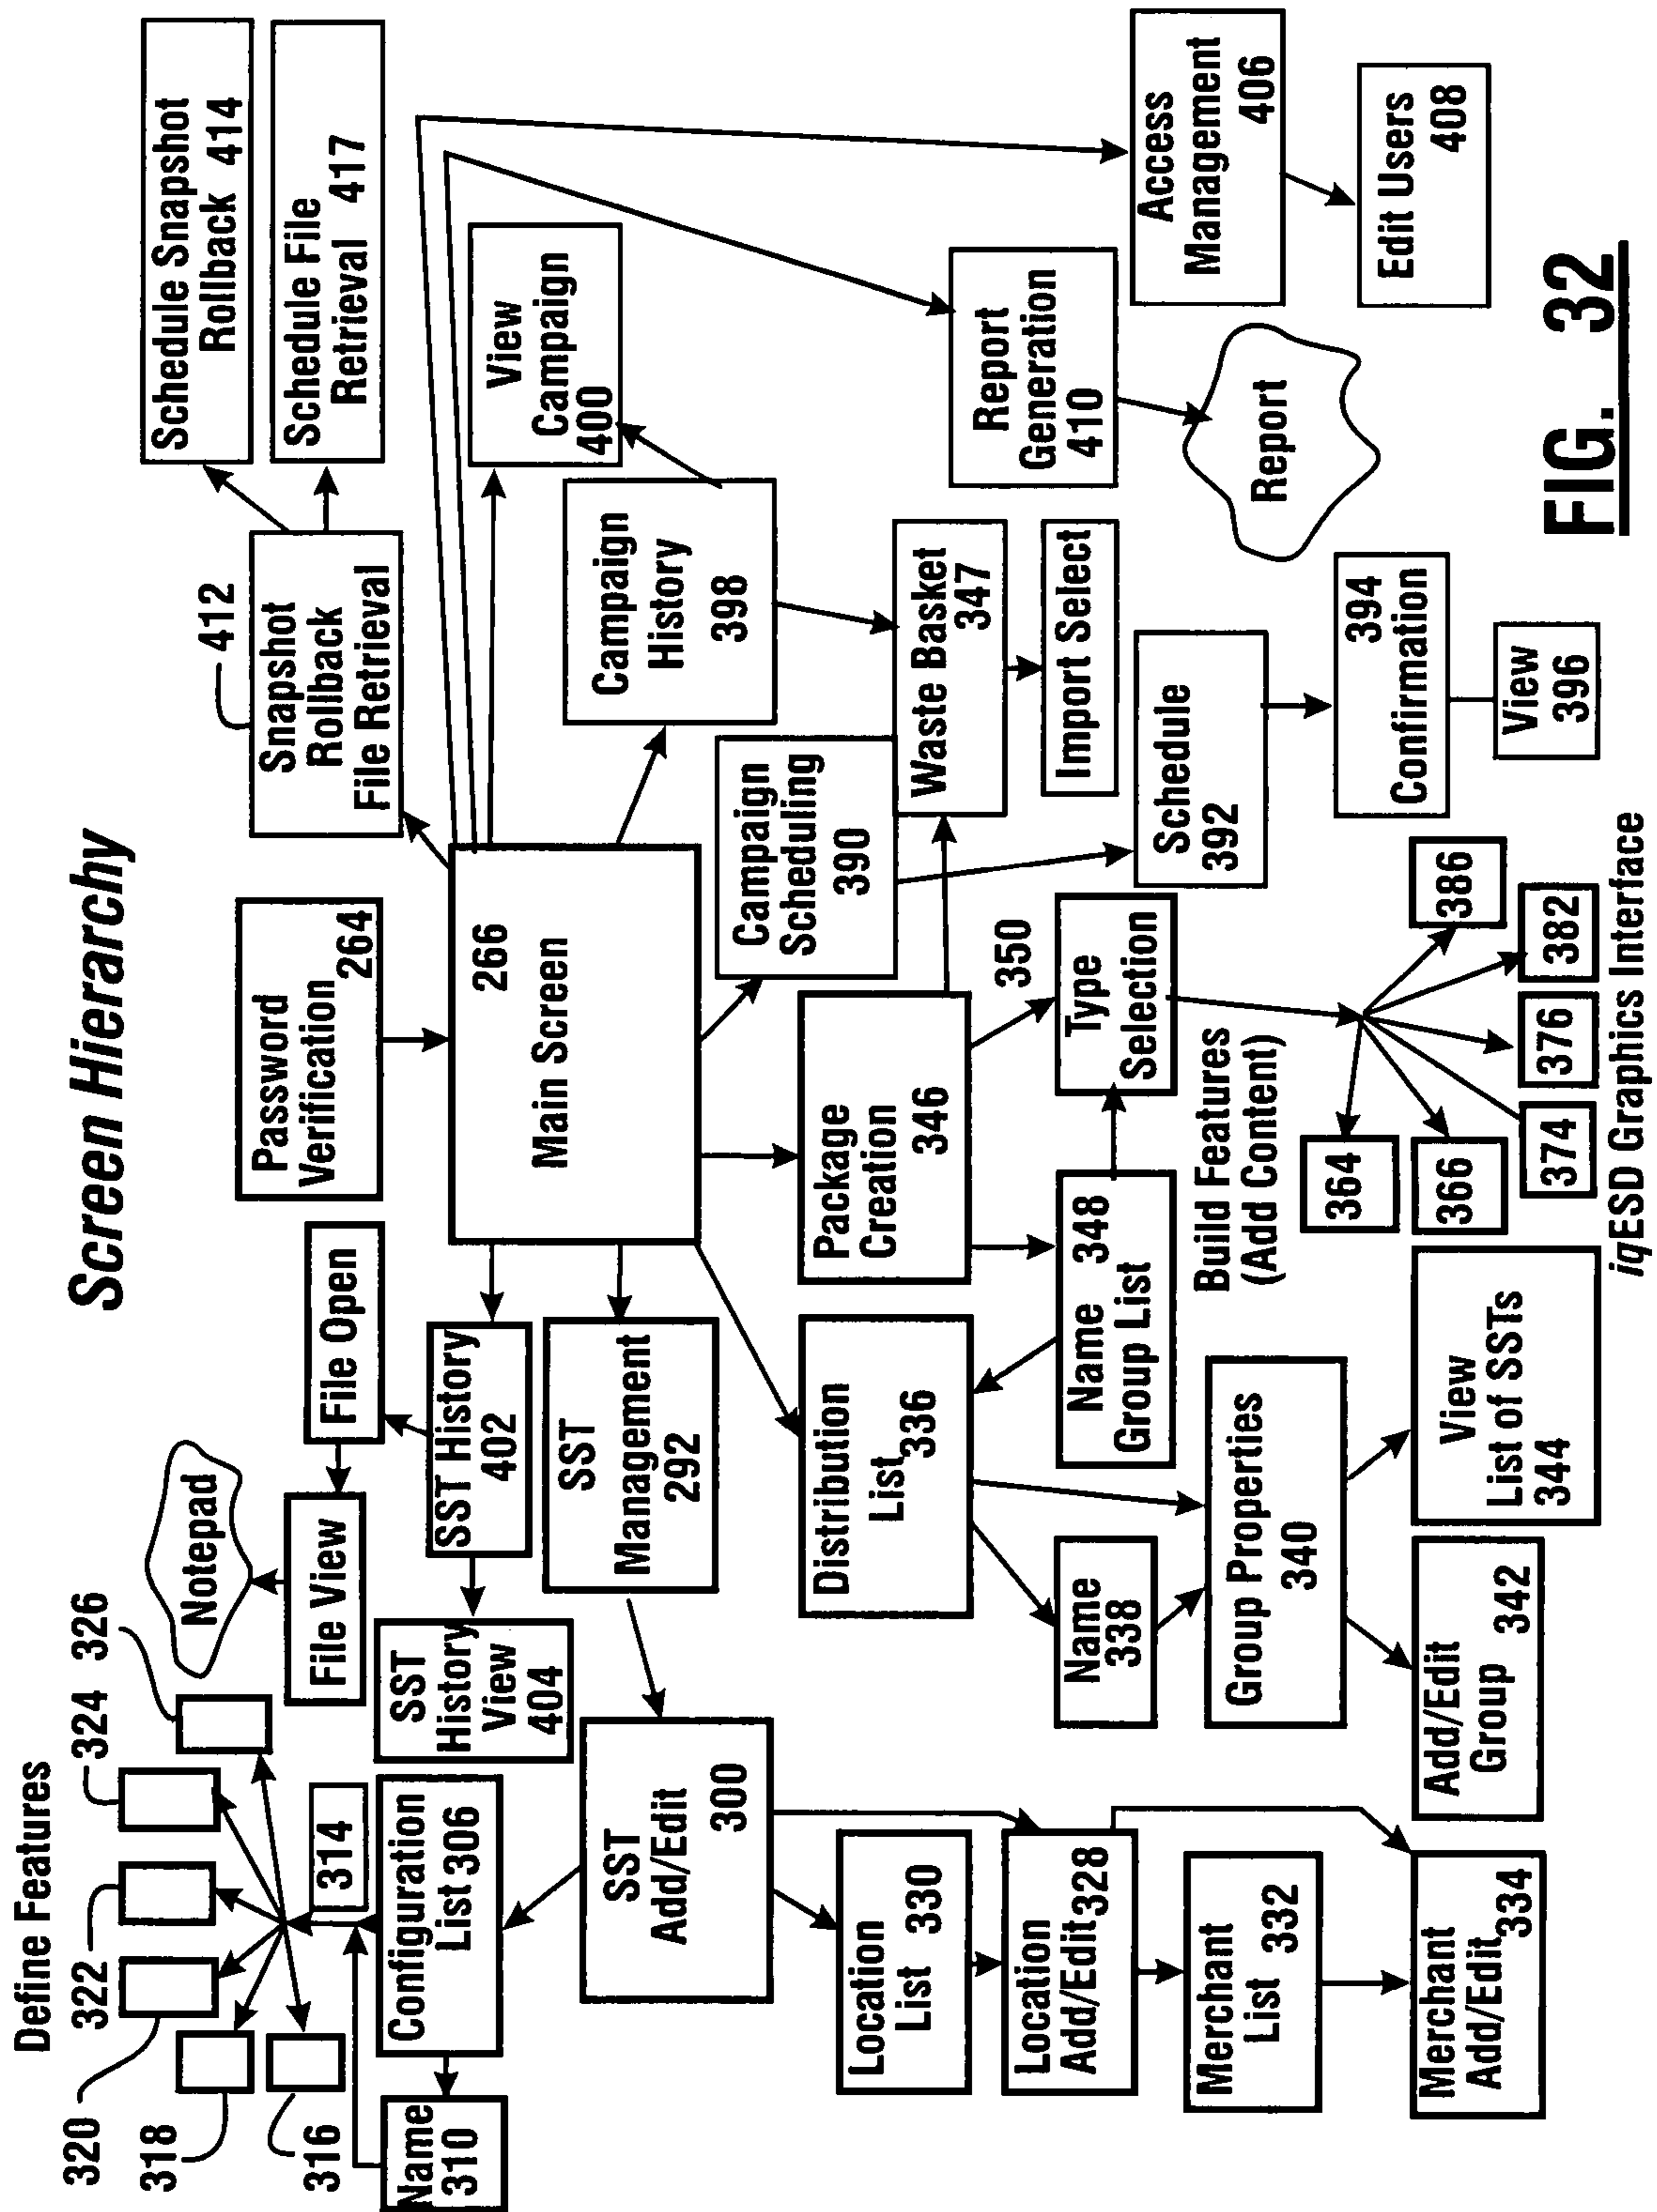 Screen Hierarchy
Define Features
320
322
324
326
318
316
314
Name
310
Configuration
List 306
Notepad
File View
File Open
SST History
402
SST
History
View
404
SST
Management
292
SST
Add/Edit
300
Location
List 330
Location
Add/Edit 328
Merchant
List 332
Merchant
Add/Edit 334
Password
Verification
264
266
Main Screen
412
Snapshot
Rollback
File Retrieval
Schedule Snapshot
Rollback 414
Schedule File
Retrieval 417
View
Campaign
400
Campaign
History
398
Campaign
Scheduling
390
Waste Basket
347
Import Select
Schedule
392
394
Confirmation
View
396
Report
Generation
410
Report
Access
Management
406
Edit Users
408
Distribution
List 336
Name
338
Group Properties
340
Add/Edit
Group 342
View
List of SSTs
344
Package
Creation
346
Name 348
Group List
350
Type
Selection
Build Features
(Add Content)
364
366
374
376
382
386
iqESD Graphics Interface
FIG. 32